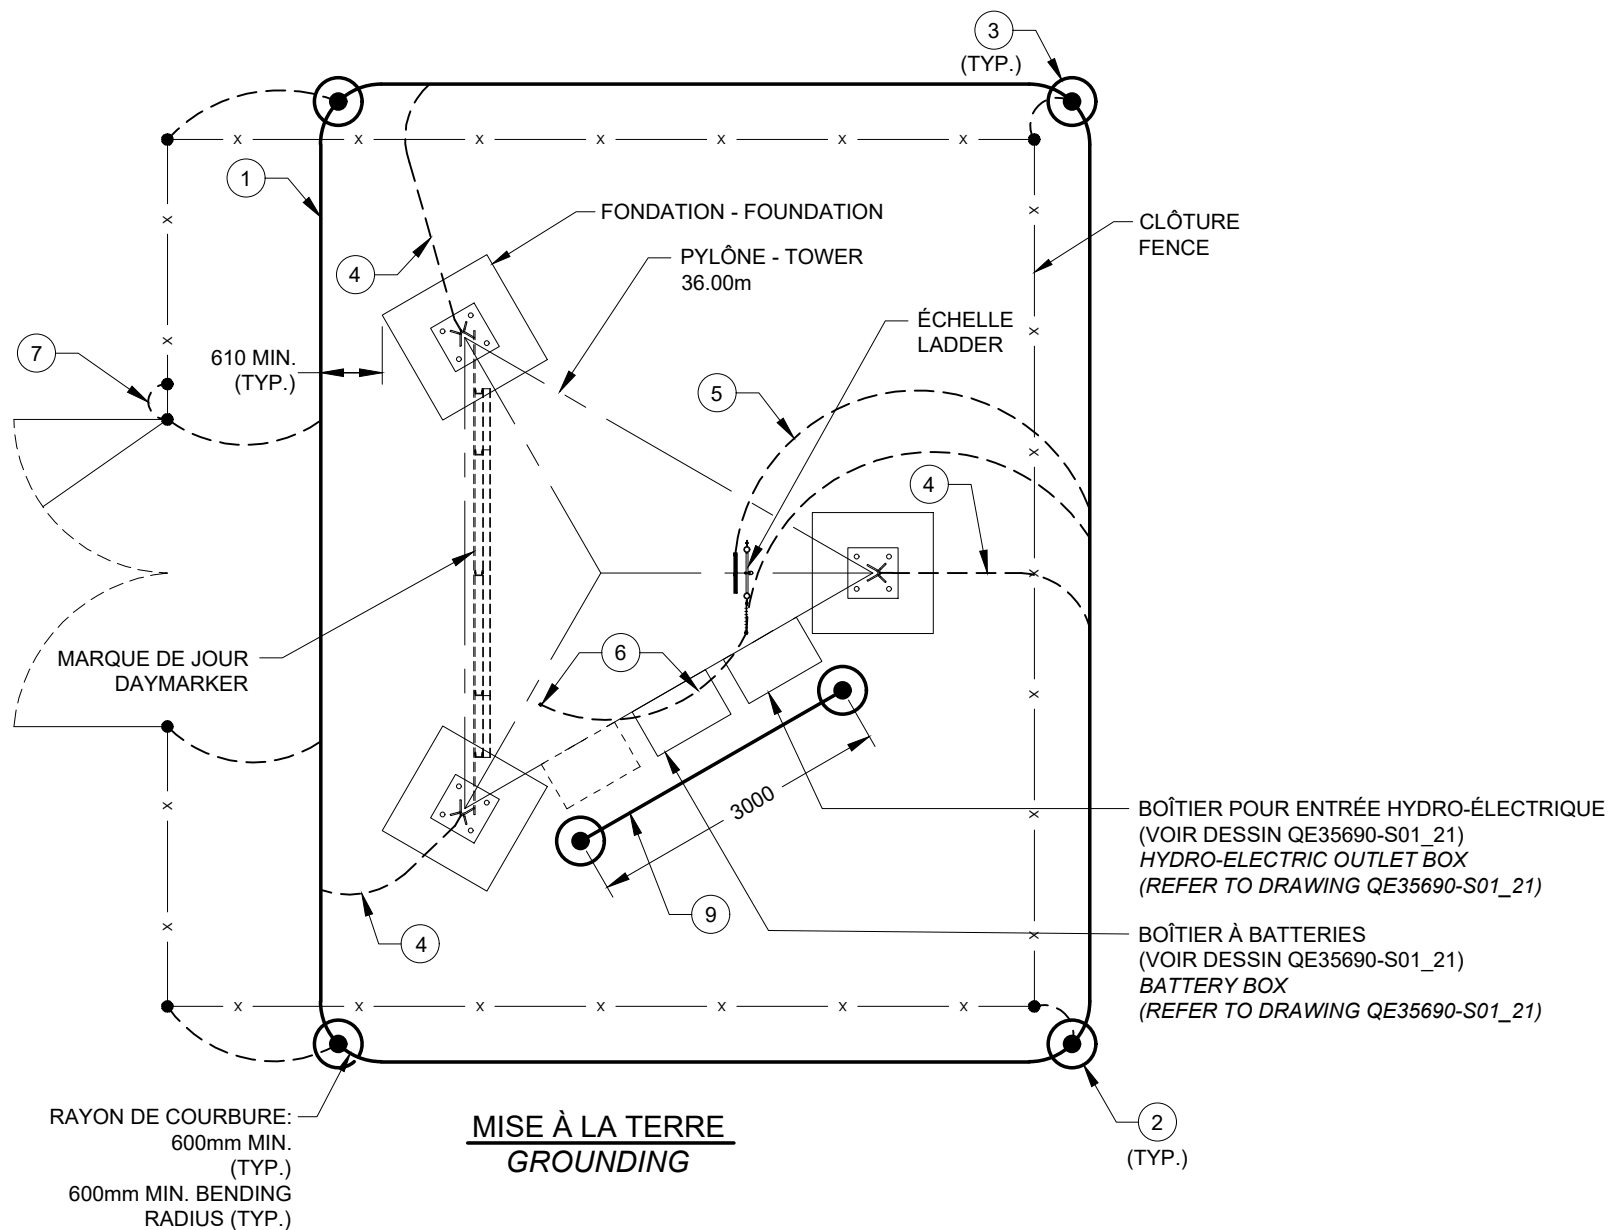 3
(TYP.)
X X X X X X X
1
X
X
FONDATION - FOUNDATION
CLÔTURE
FENCE
4
PYLÔNE - TOWER
36.00m
ÉCHELLE
LADDER
X
X
7
610 MIN.
(TYP.)
5
X
X
4
X
MARQUE DE JOUR
DAYMARKER
6
X
3000
X
X
BOÎTIER POUR ENTRÉE HYDRO-ÉLECTRIQUE
(VOIR DESSIN QE35690-S01_21)
HYDRO-ELECTRIC OUTLET BOX
(REFER TO DRAWING QE35690-S01_21)
9
4
X
X
BOÎTIER À BATTERIES
(VOIR DESSIN QE35690-S01_21)
BATTERY BOX
(REFER TO DRAWING QE35690-S01_21)
X X X X X X X
RAYON DE COURBURE:
600mm MIN.
(TYP.)
600mm MIN. BENDING
RADIUS (TYP.)
MISE À LA TERRE
GROUNDING
2
(TYP.)